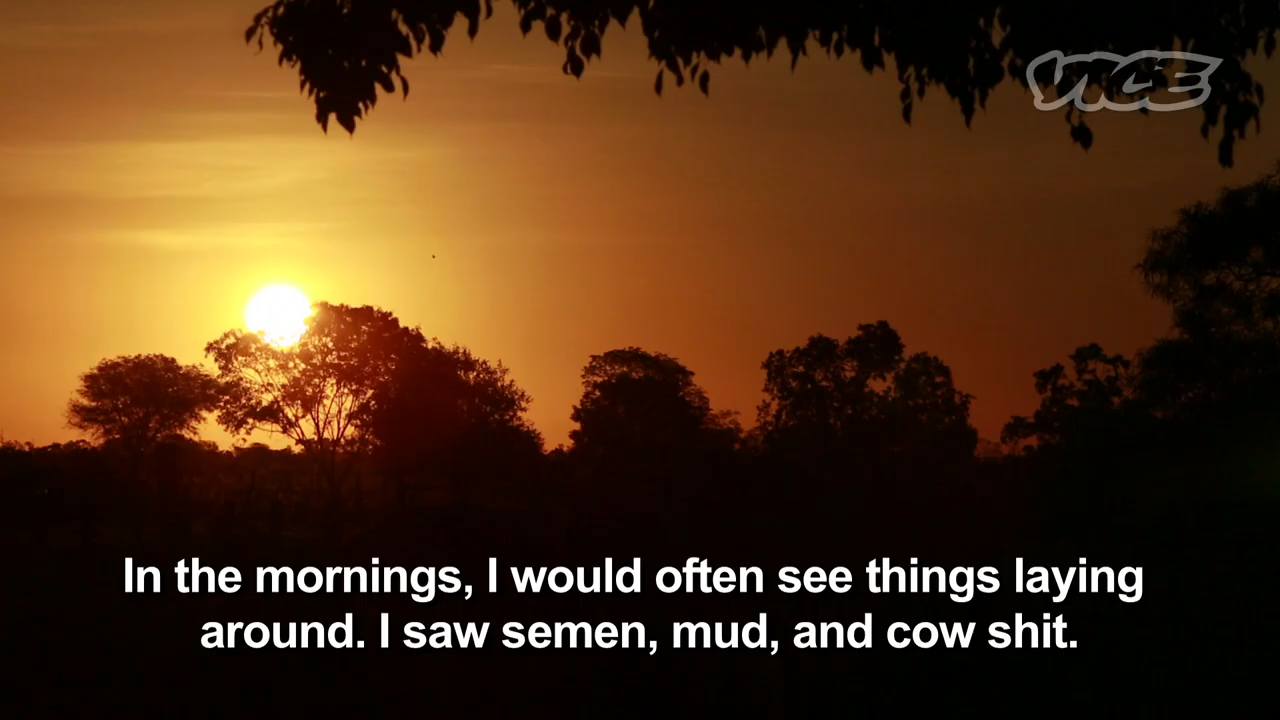 VICE
In the mornings, I would often see things laying
around. I saw semen, mud, and cow shit.